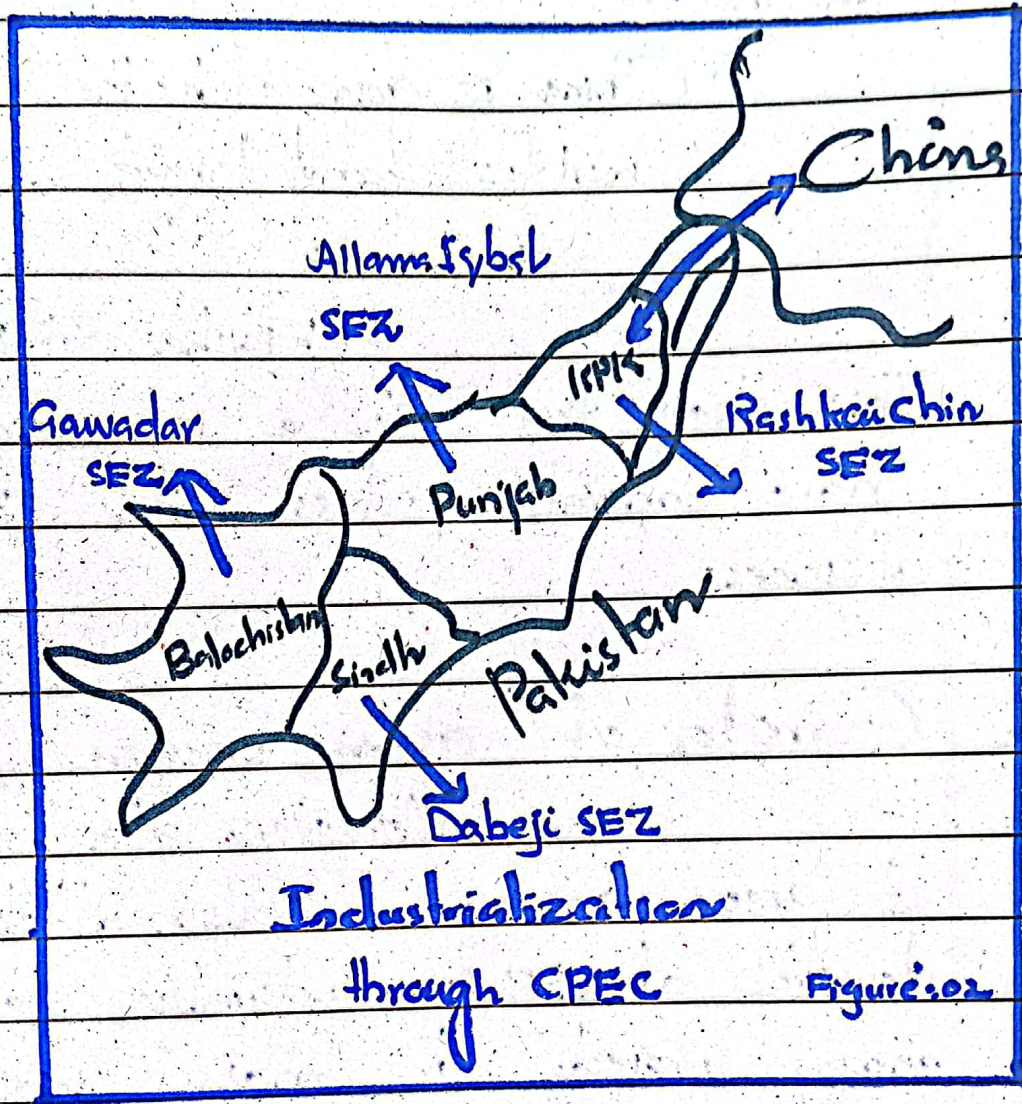 China
Allama Iqbal
SEZ
KPK
Gawadar
SEZ
Rashkai Chin
SEZ
Punjab
Balochistan
Sindh
Pakistan
Dabeji SEZ
Industrialization
through CPEC
Figure:02